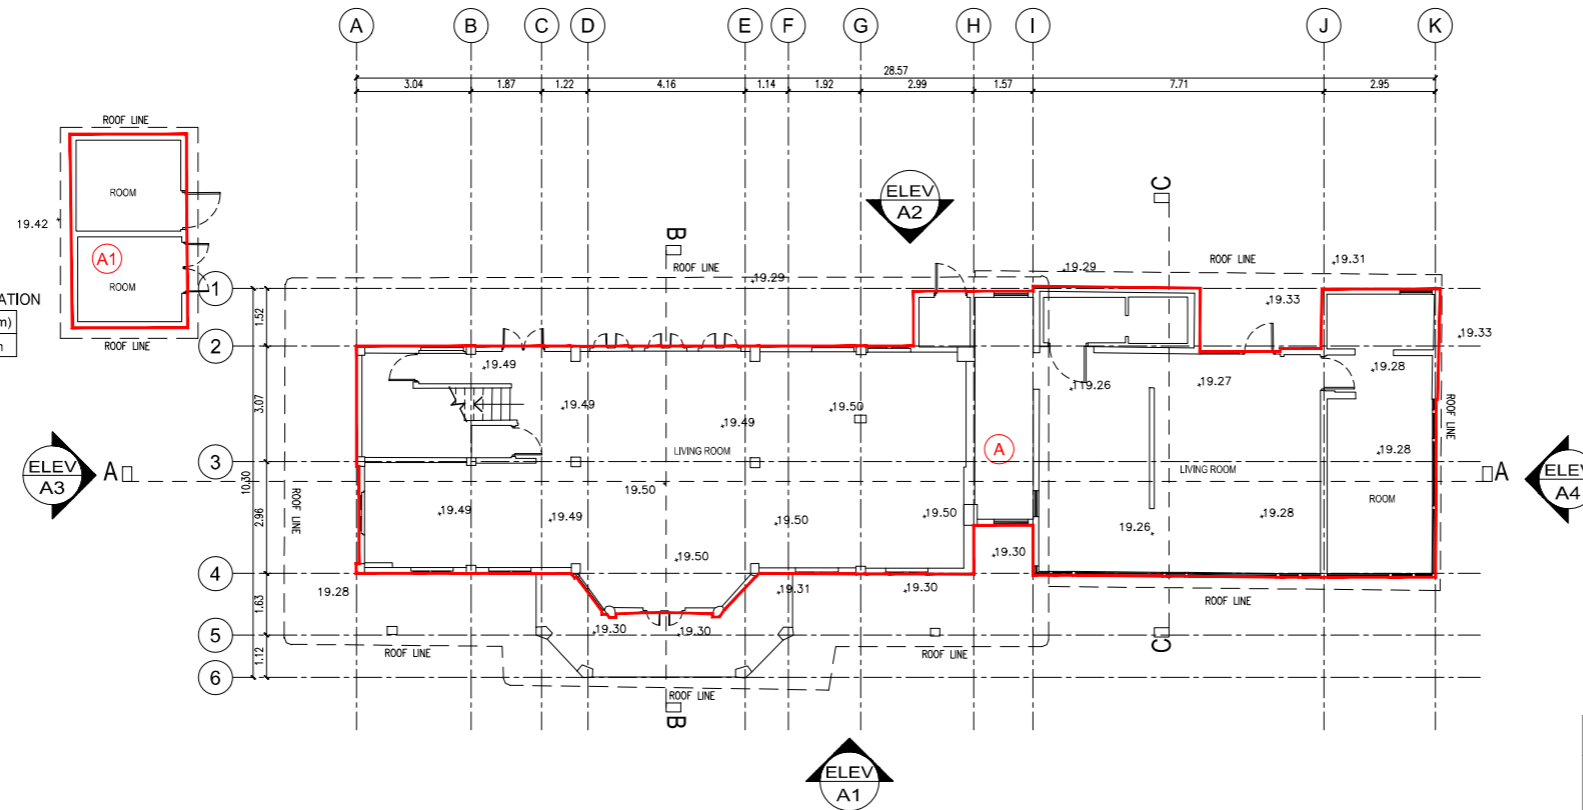 A B C D E F G H I J K
28.57
3.04 1.87 1.22 4.16 1.14 1.92 2.99 1.57 7.71 2.95
ROOF LINE
ROOM
19.42
A1
ROOM
ATION
m)
m
ROOF LINE
ELEV
A2
C
B
ROOF LINE
19.29
19.29
ROOF LINE
19.31
19.33
19.33
1
1.52
2
19.49
19.26
19.27
19.28
3.07
19.49
19.49
19.50
ROOF LINE
LIVING ROOM
A
19.28
3
ELEV
A3
A
LIVING ROOM
A
ELEV
A4
10.30
19.50
ROOM
2.96
ROOF LINE
19.49
19.49
19.50
19.50
19.26
19.28
19.50
19.30
4
19.28
19.31
19.30
ROOF LINE
1.63
19.30
19.30
5
ROOF LINE
ROOF LINE
C
1.12
6
ROOF LINE
B
ELEV
A1